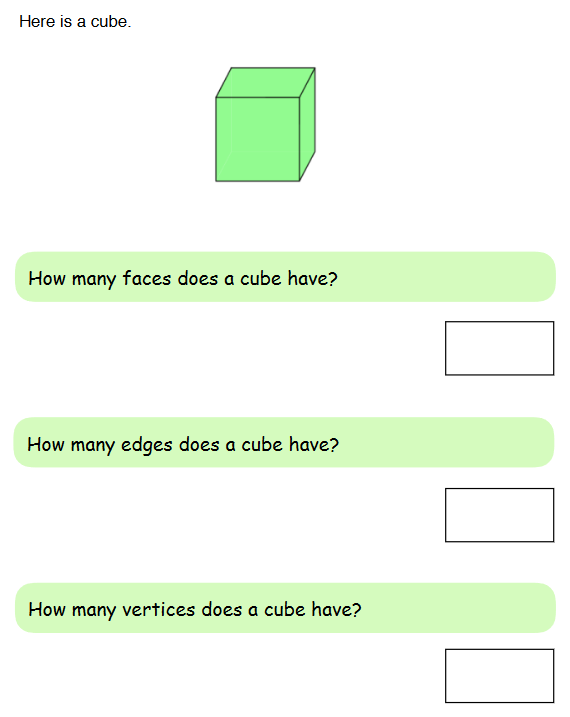 Here is a cube.
How many faces does a cube have?
How many edges does a cube have?
How many vertices does a cube have?